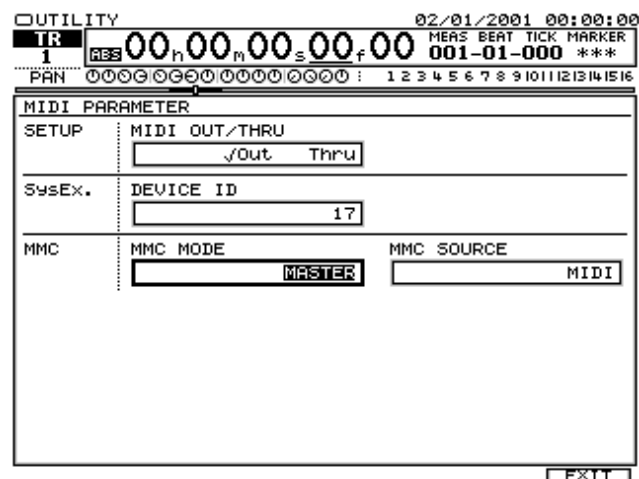 UTILITY 02/01/2001 00:00:00
TR 1 ABS 00h00m00s00f00 MEAS BEAT TICK MARKER
001-01-000 ***
PAN 1 2 3 4 5 6 7 8 9 10 11 12 13 14 15 16
MIDI PARAMETER
SETUP MIDI OUT/THRU
√Out Thru
SysEx. DEVICE ID
17
MMC MMC MODE MMC SOURCE
MASTER MIDI
EXIT